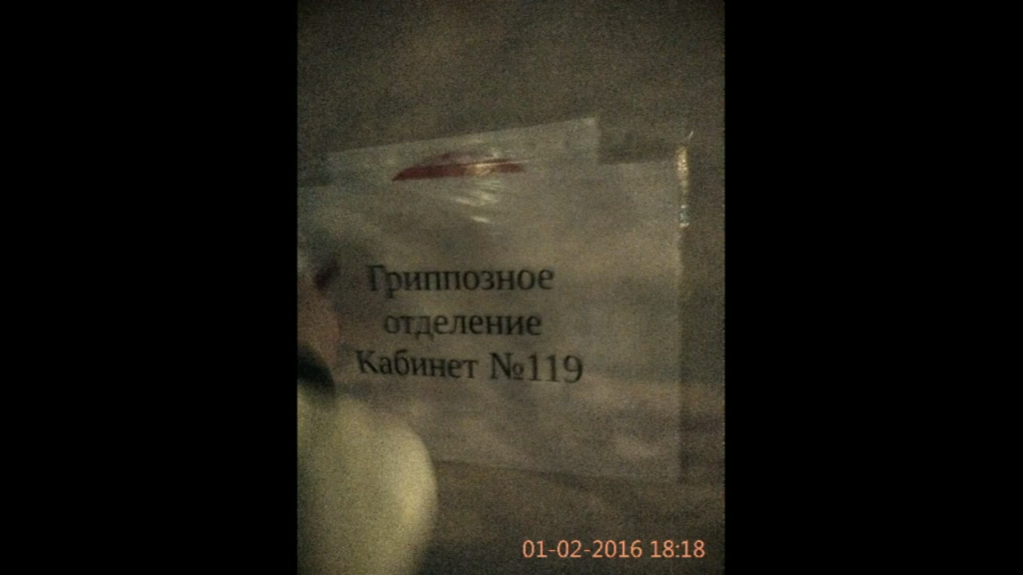 Гриппозное
отделение
Кабинет №119
01-02-2016 18:18